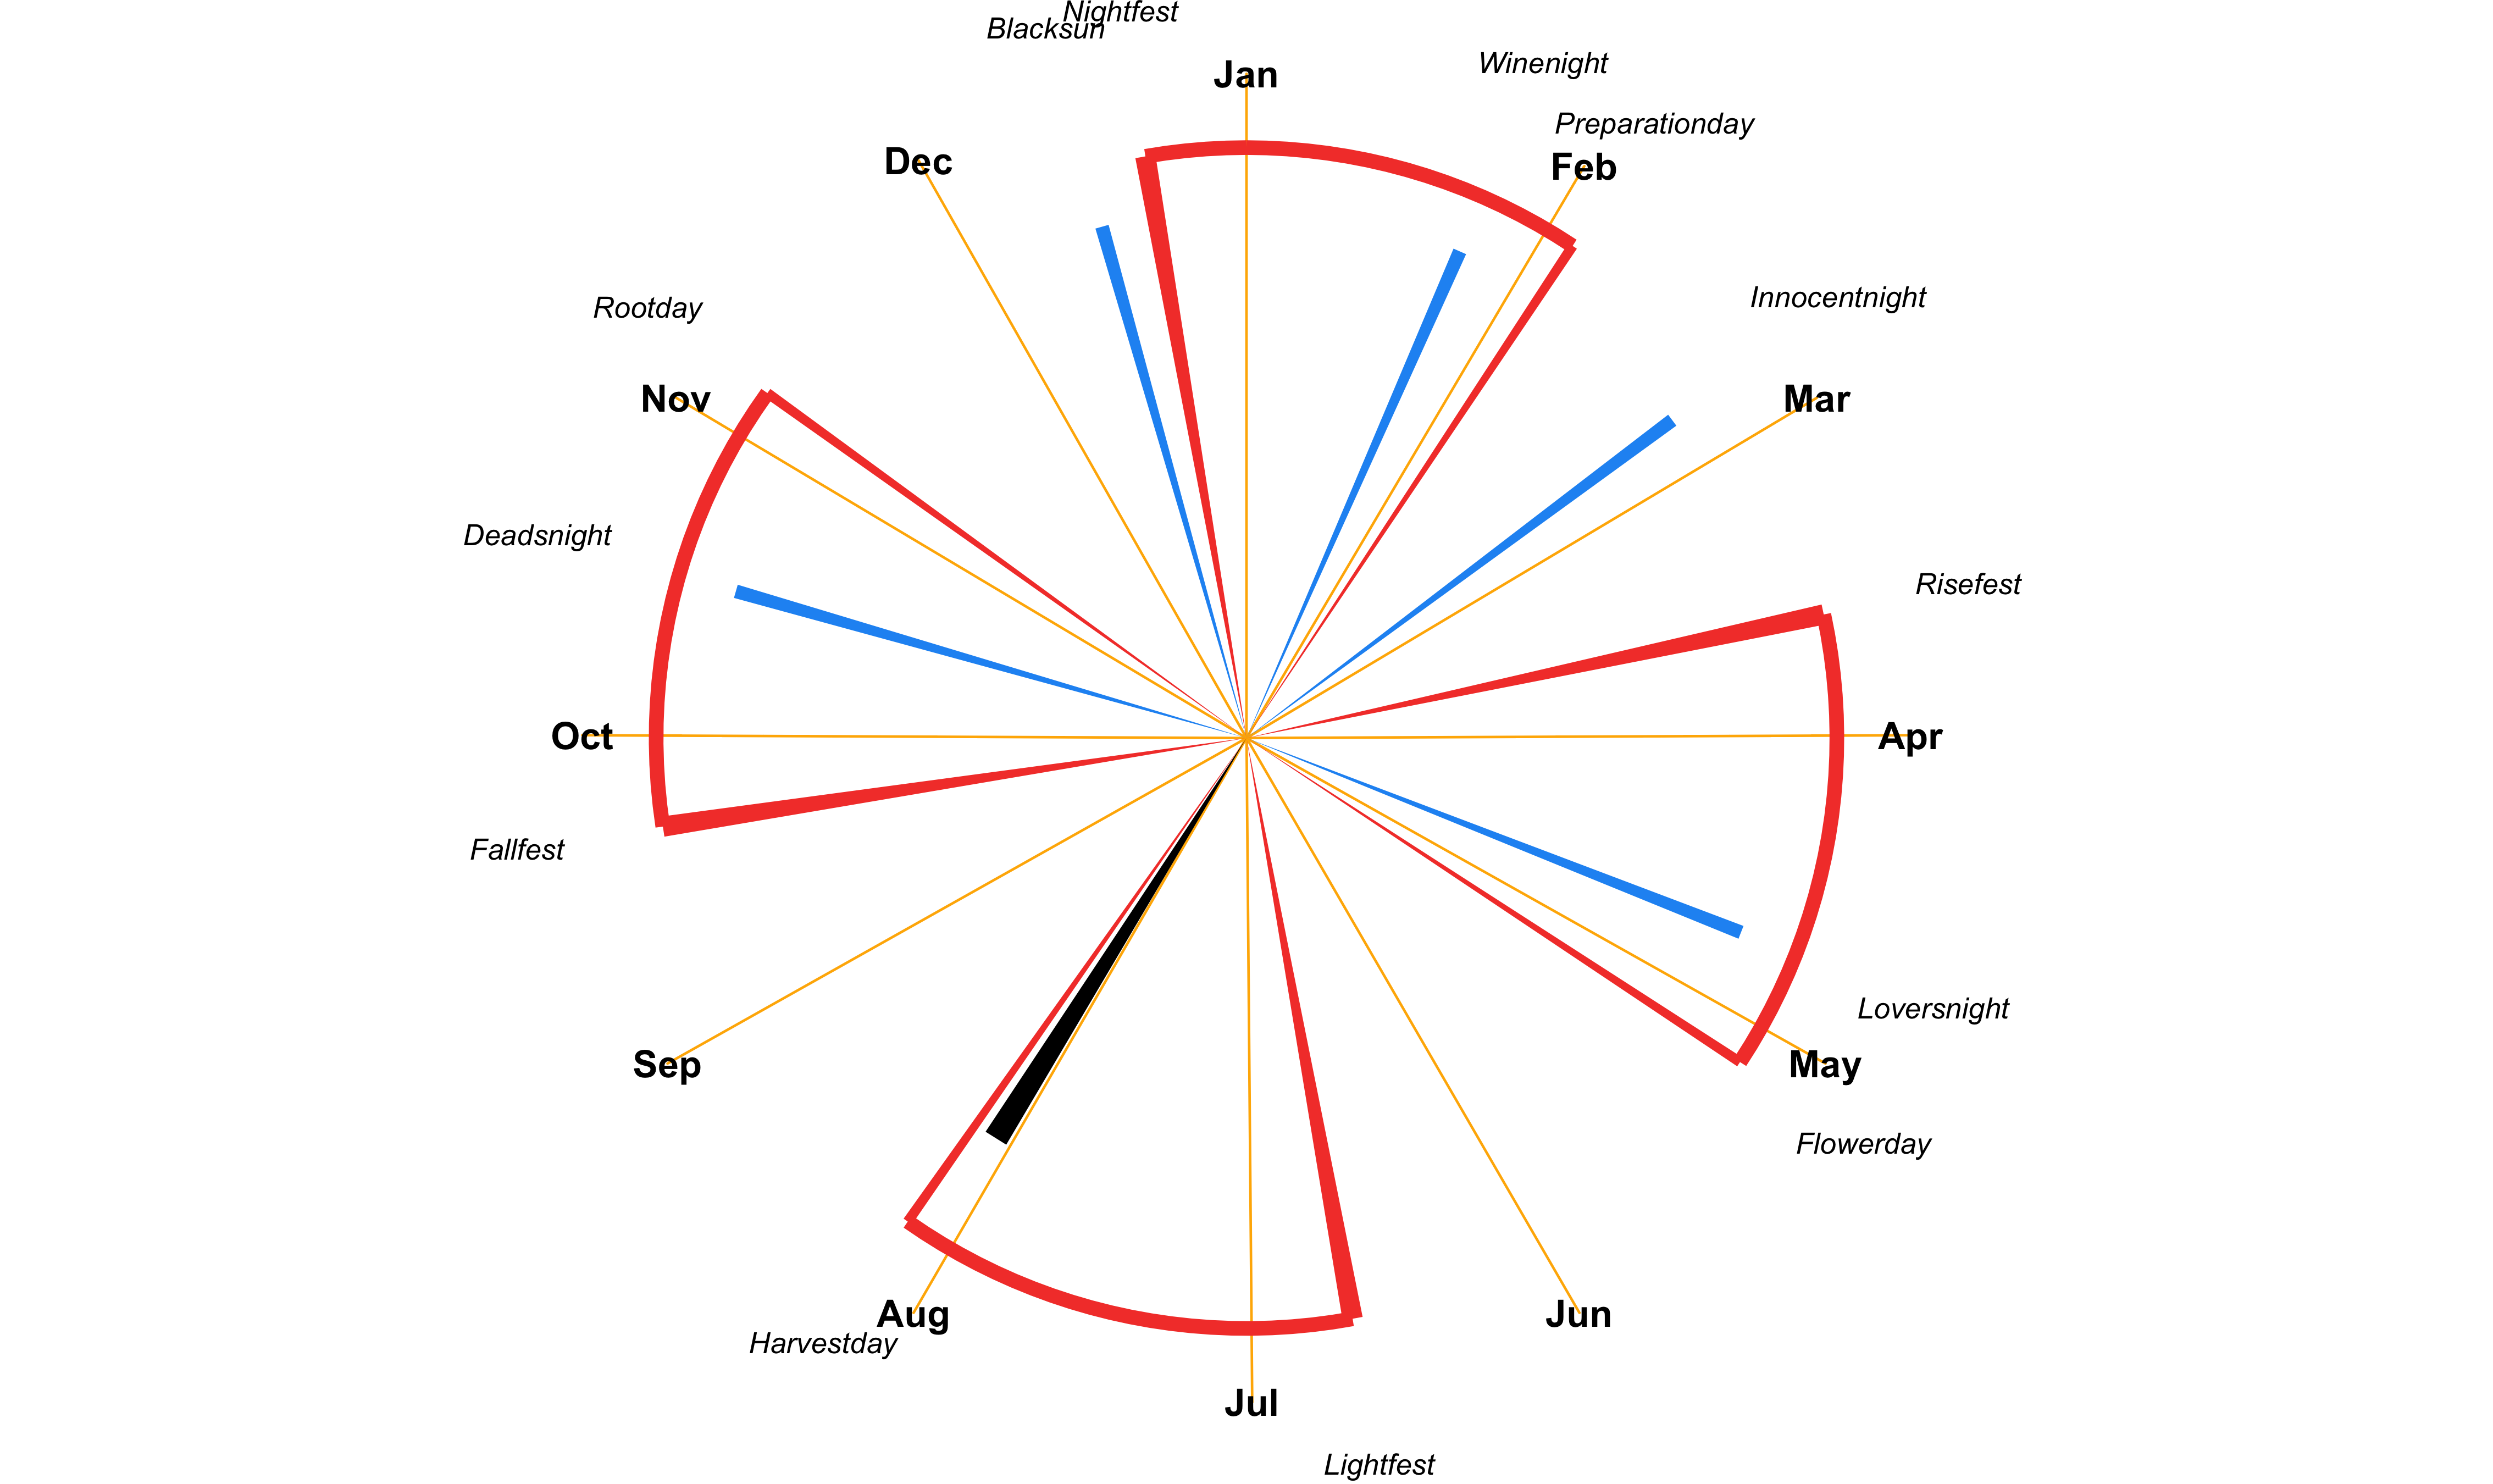 Nightfest
Blacksun
Winenight
Jan
Preparationday
Dec
Feb
Innocentnight
Rootday
Nov
Mar
Deadsnight
Risefest
Oct
Apr
Fallfest
Loversnight
Sep
May
Flowerday
Aug
Jun
Harvestday
Jul
Lightfest